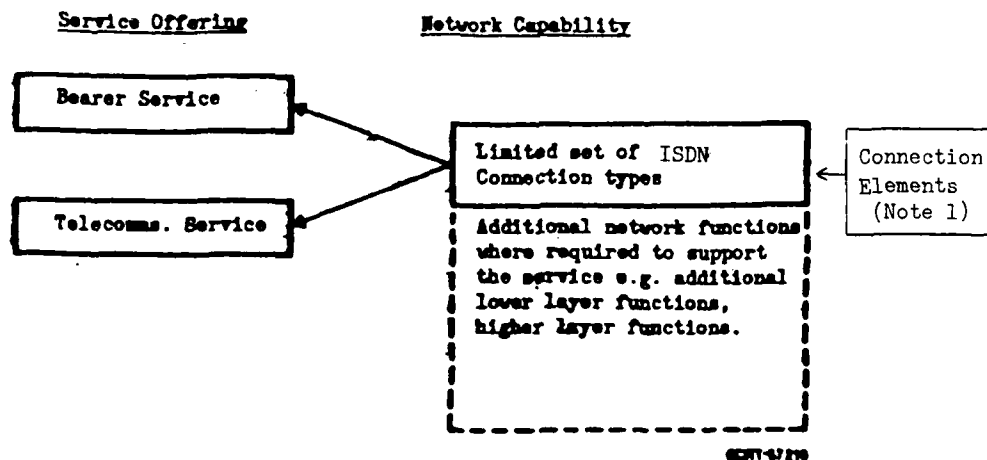 Service Offering
Network Capability
Bearer Service
Telecomms. Service
Limited set of ISDN
Connection types
Additional network functions
where required to support
the service e.g. additional
lower layer functions,
higher layer functions.
Connection
Elements
(Note 1)